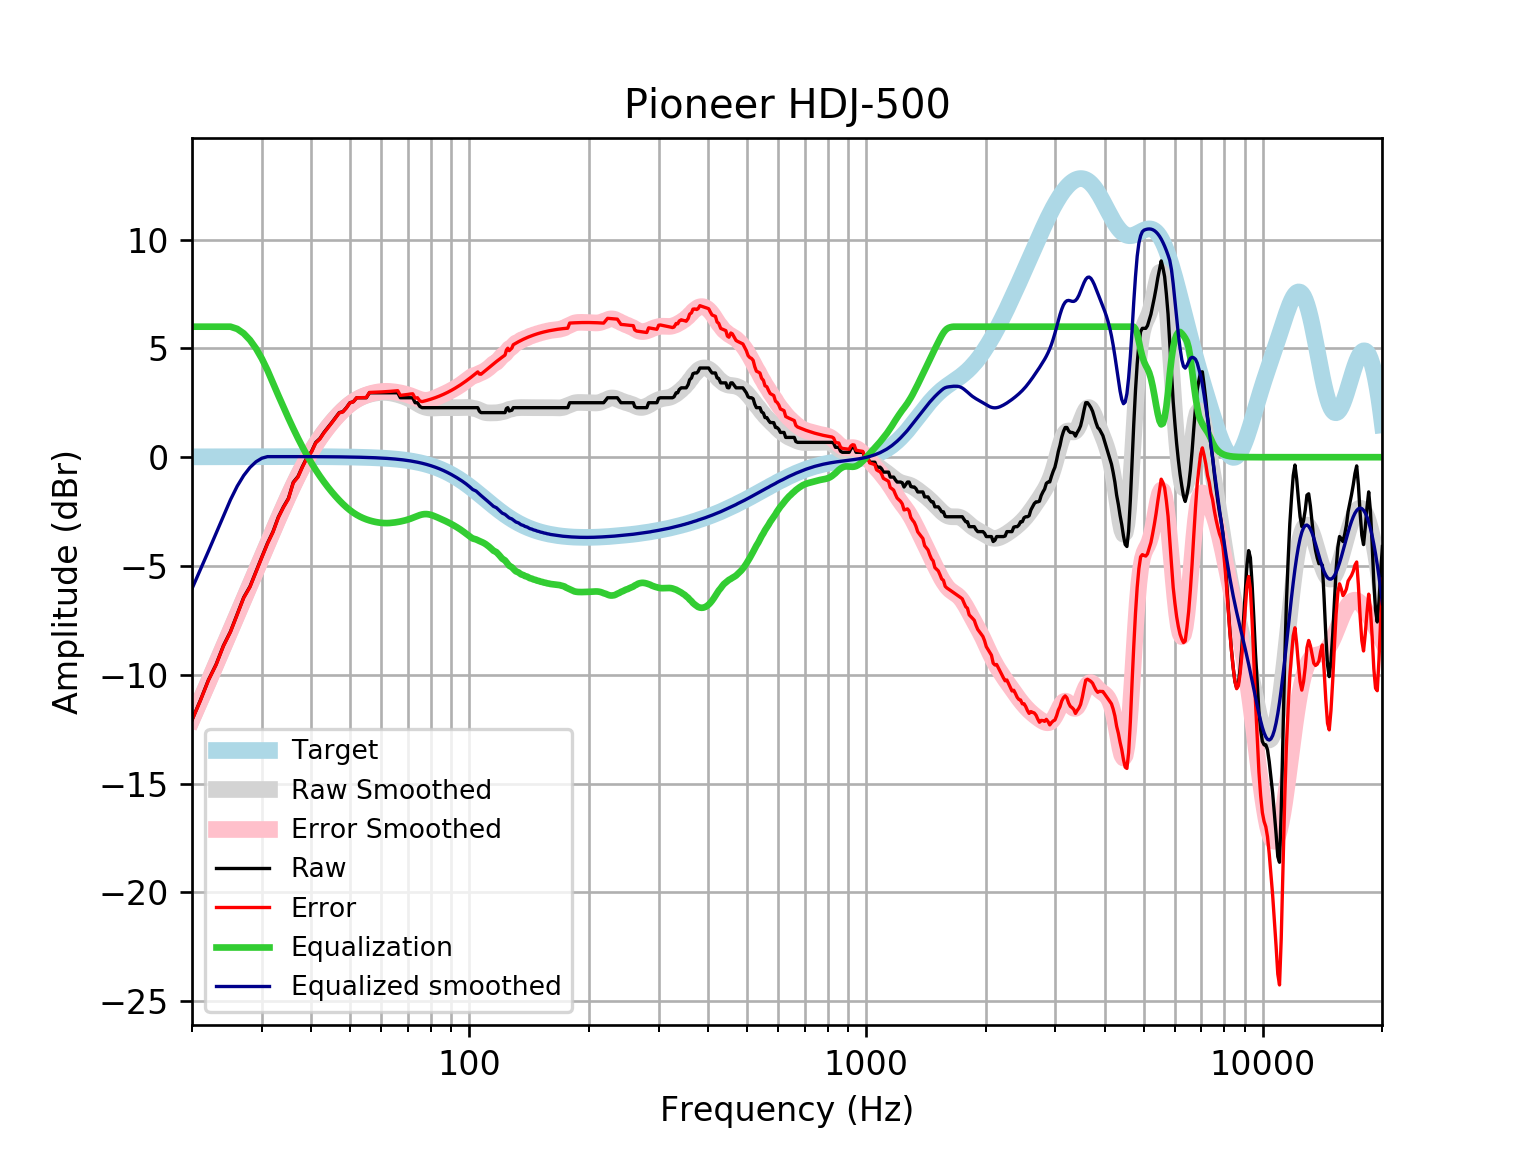 Pioneer HDJ-500
Amplitude (dBr)
10
5
0
−5
−10
−15
−20
−25
Target
Raw Smoothed
Error Smoothed
Raw
Error
Equalization
Equalized smoothed
100 1000 10000
Frequency (Hz)